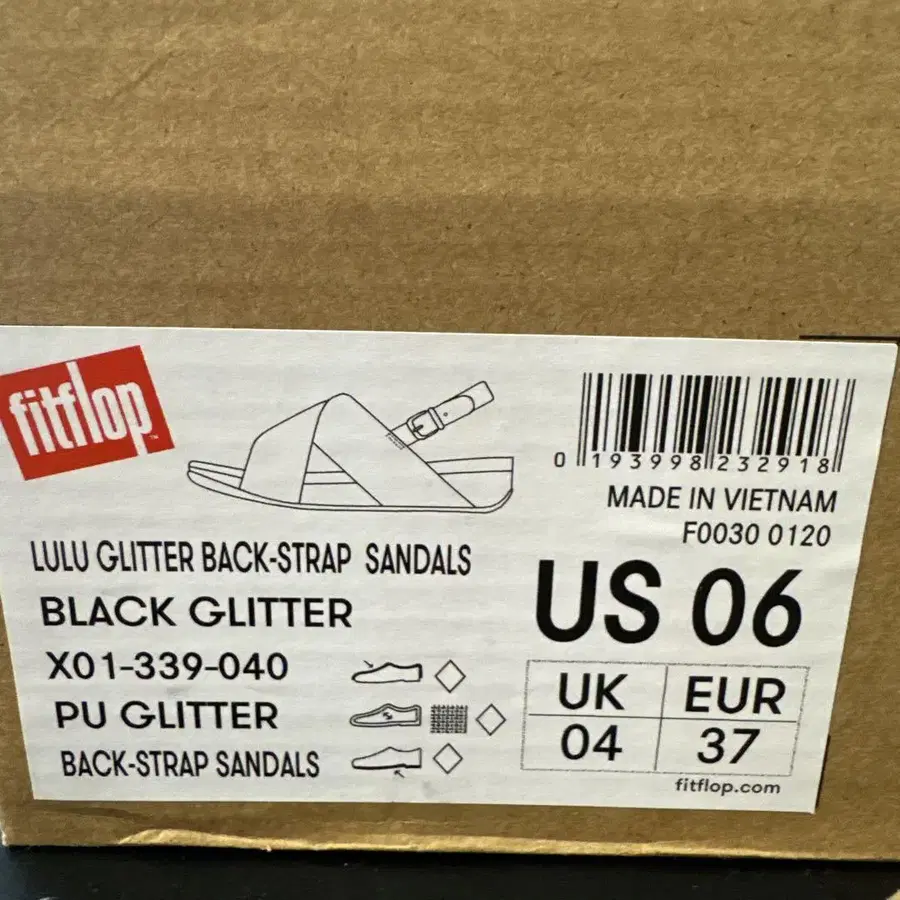 fitflop™
0 193998 232918
MADE IN VIETNAM
F0030 0120
LULU GLITTER BACK-STRAP SANDALS
BLACK GLITTER
X01-339-040
PU GLITTER
BACK-STRAP SANDALS
US 06
UK EUR
04 37
fitflop.com